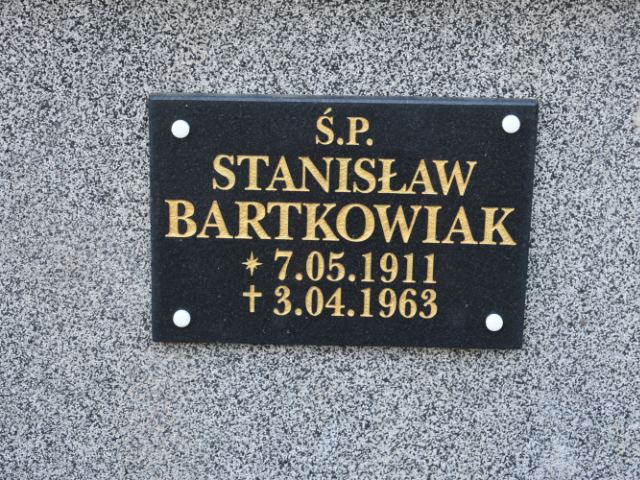 Ś.P.
STANISŁAW
BARTKOWIAK
* 7.05.1911
✝ 3.04.1963